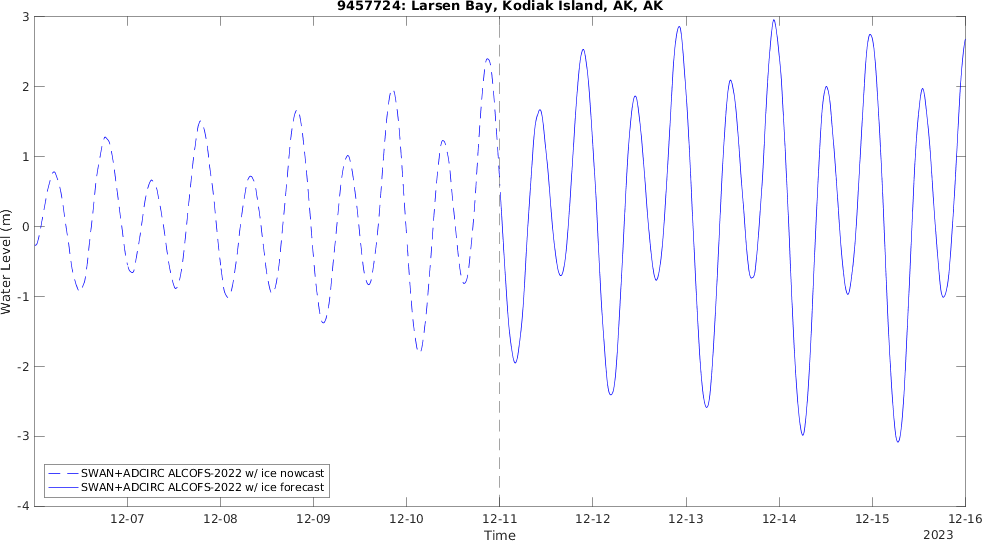 9457724: Larsen Bay, Kodiak Island, AK, AK
Water Level (m)
3
2
1
0
-1
-2
-3
-4
SWAN+ADCIRC ALCOFS-2022 w/ ice nowcast
SWAN+ADCIRC ALCOFS-2022 w/ ice forecast
12-07 12-08 12-09 12-10 12-11 12-12 12-13 12-14 12-15 12-16
Time
2023